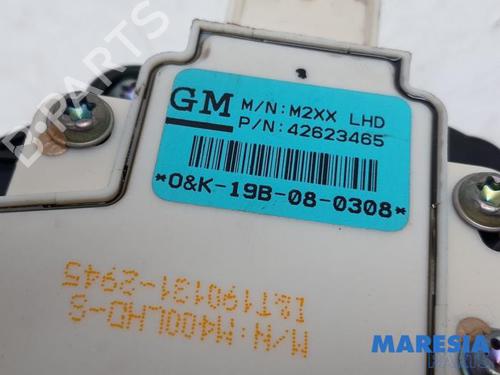 B-PARTS
GM M/N:M2XX LHD
P/N:42623465
*O&K-19B-08-0308*
I&T190131-2945
M/N:M400LHD-S
MARESIA